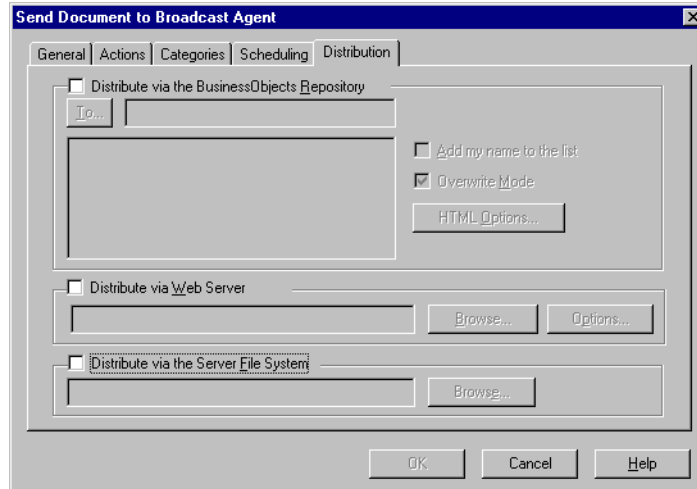 Send Document to Broadcast Agent
General Actions Categories Scheduling Distribution
Distribute via the BusinessObjects Repository
To...
Add my name to the list
Overwrite Mode
HTML Options...
Distribute via Web Server
Browse... Options...
Distribute via the Server File System
Browse...
OK Cancel Help